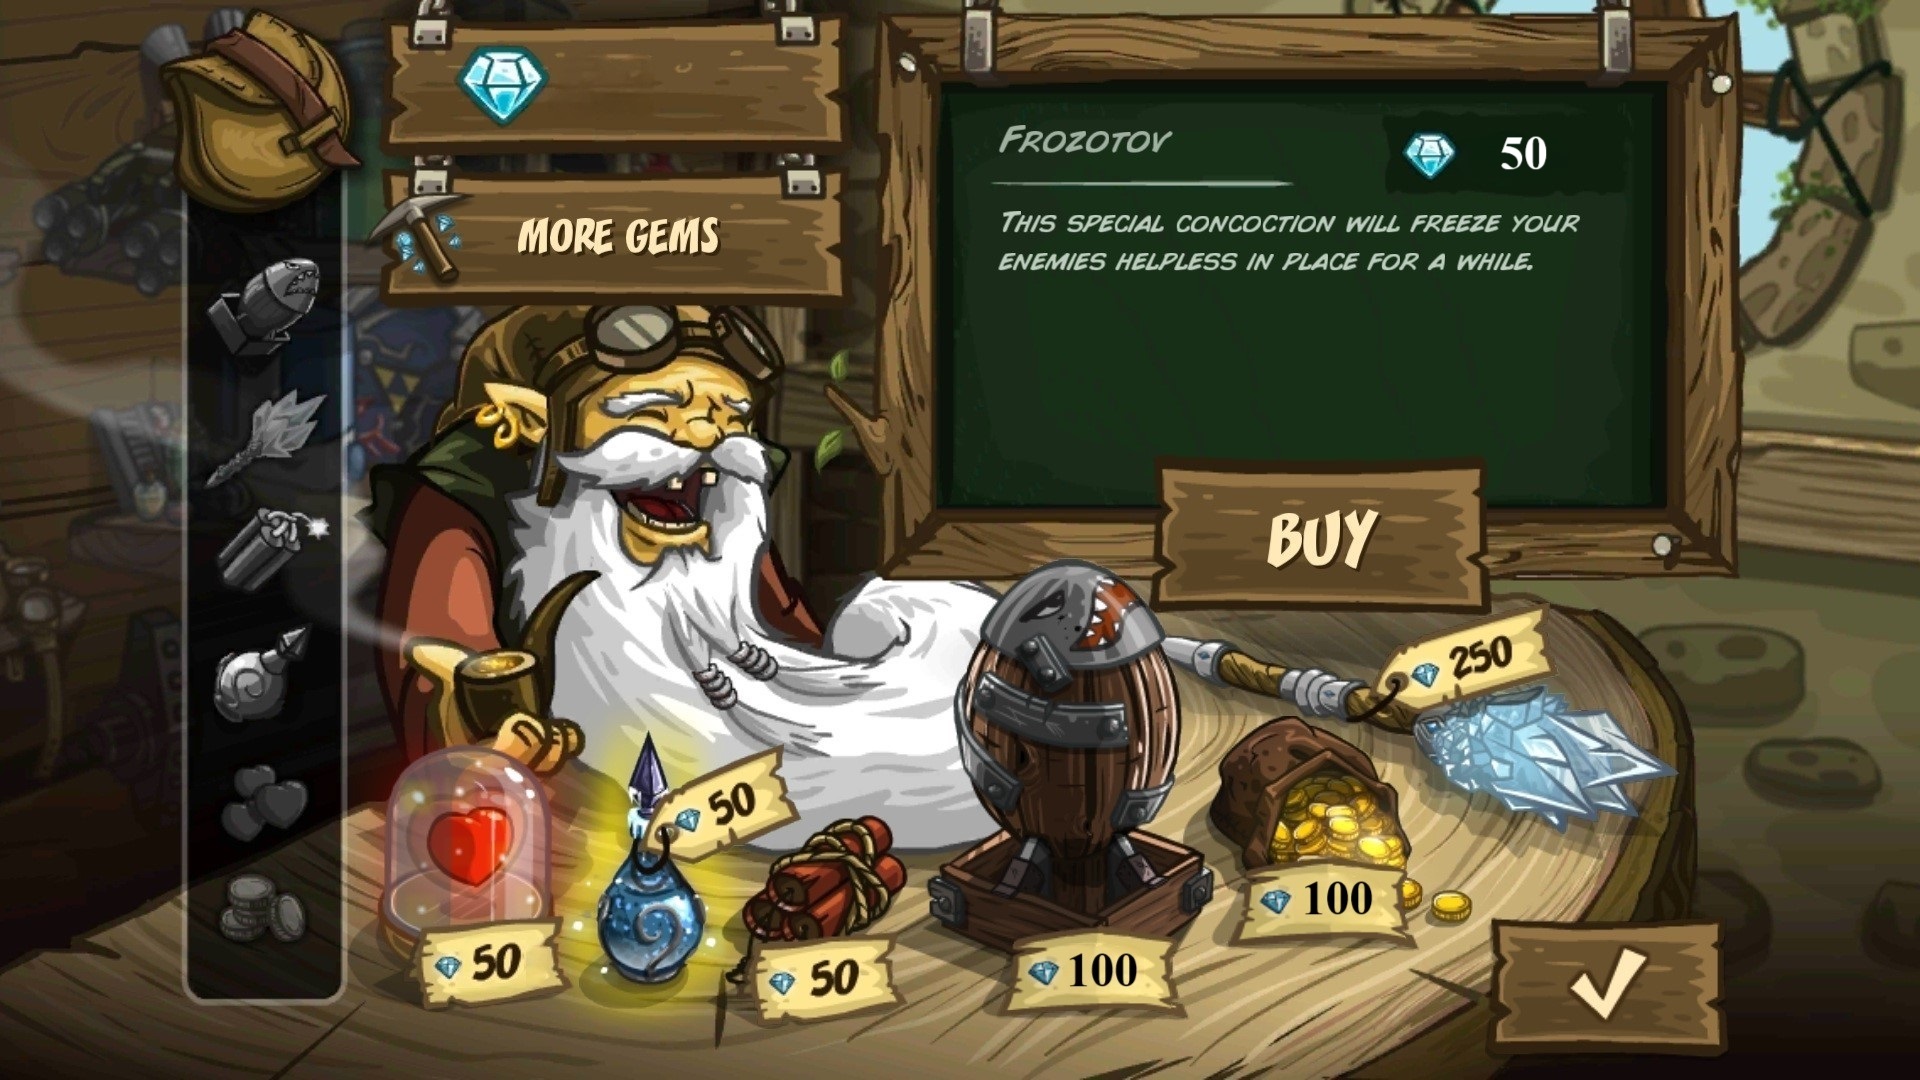 MORE GEMS
FROZOTOV
50
THIS SPECIAL CONCOCTION WILL FREEZE YOUR
ENEMIES HELPLESS IN PLACE FOR A WHILE.
BUY
250
50
100
50
50
100